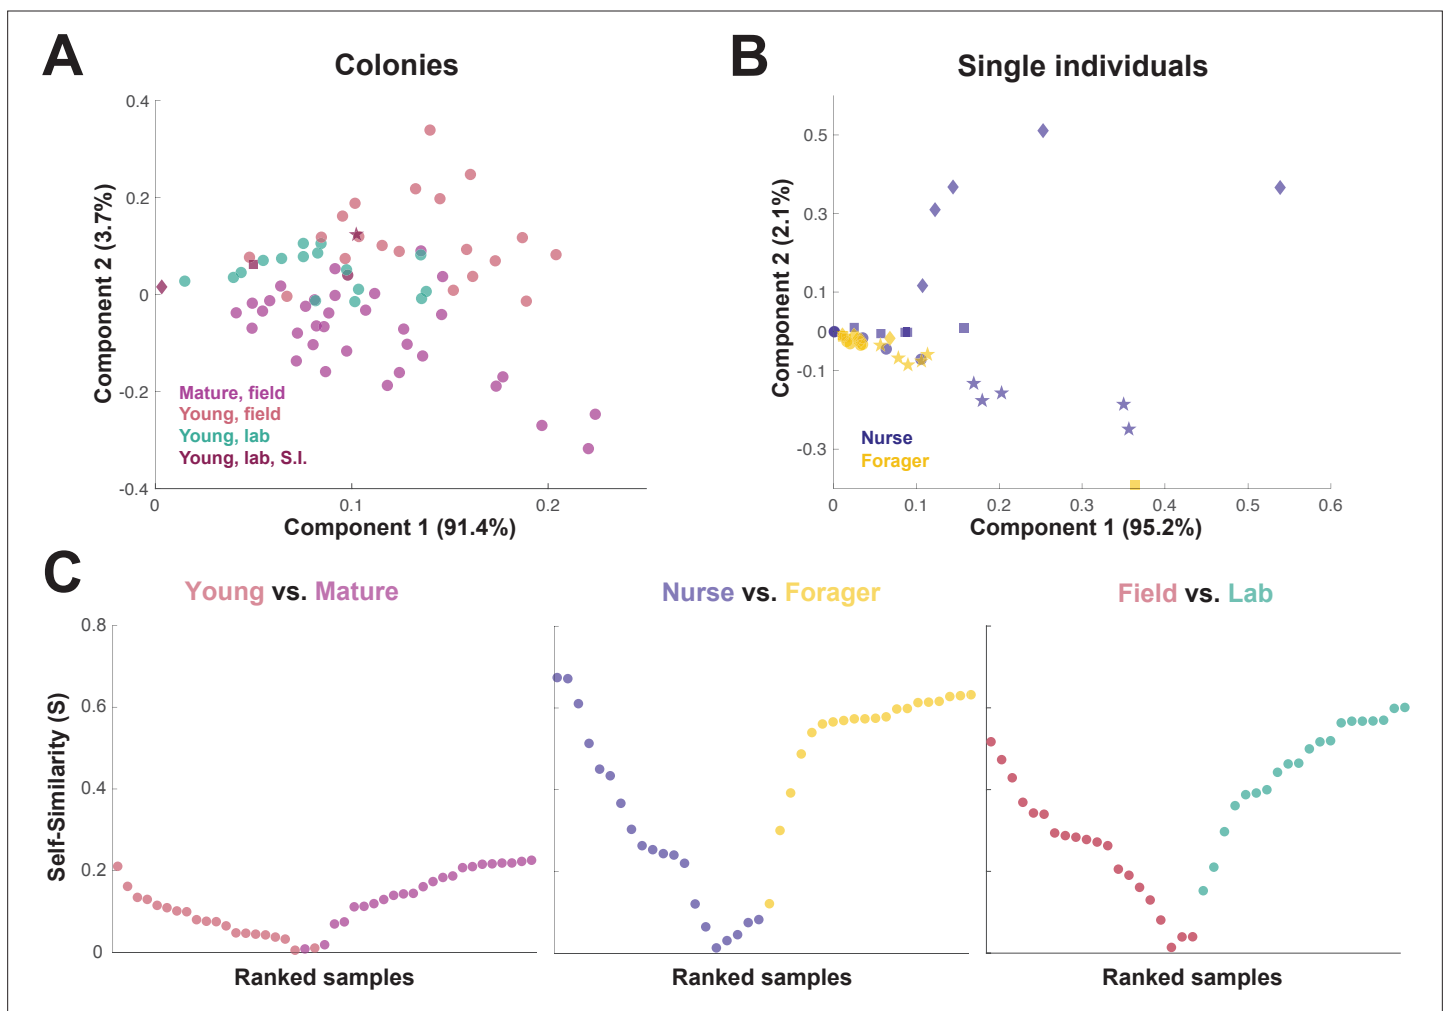 A
Colonies
0.4
0.2
0
-0.2
-0.4
Component 2 (3.7%)
Mature, field
Young, field
Young, lab
Young, lab, S.I.
0
0.1
0.2
Component 1 (91.4%)
B
Single individuals
0.5
0.3
0.1
0
-0.1
-0.3
Component 2 (2.1%)
Nurse
Forager
0
0.1
0.2
0.3
0.4
0.5
0.6
Component 1 (95.2%)
C
Young vs. Mature
Nurse vs. Forager
Field vs. Lab
0.8
0.6
0.4
0.2
0
Self-Similarity (S)
Ranked samples
Ranked samples
Ranked samples